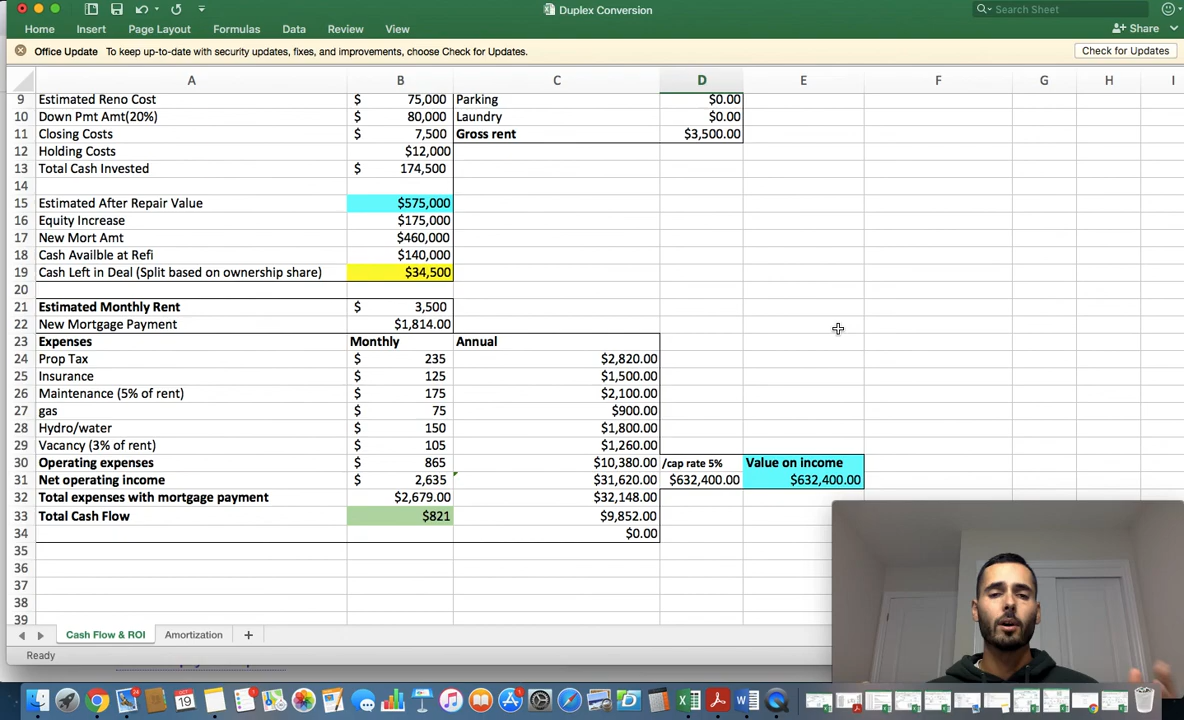 Duplex Conversion
Search Sheet
Home Insert Page Layout Formulas Data Review View
Share
Office Update To keep up-to-date with security updates, fixes, and improvements, choose Check for Updates.
Check for Updates
A B C D E F G H I
9 Estimated Reno Cost $ 75,000 Parking $0.00
10 Down Pmt Amt(20%) $ 80,000 Laundry $0.00
11 Closing Costs $ 7,500 Gross rent $3,500.00
12 Holding Costs $12,000
13 Total Cash Invested $ 174,500
14
15 Estimated After Repair Value $575,000
16 Equity Increase $175,000
17 New Mort Amt $460,000
18 Cash Availble at Refi $140,000
19 Cash Left in Deal (Split based on ownership share) $34,500
20
21 Estimated Monthly Rent $ 3,500
22 New Mortgage Payment $1,814.00
23 Expenses Monthly Annual
24 Prop Tax $ 235 $2,820.00
25 Insurance $ 125 $1,500.00
26 Maintenance (5% of rent) $ 175 $2,100.00
27 gas $ 75 $900.00
28 Hydro/water $ 150 $1,800.00
29 Vacancy (3% of rent) $ 105 $1,260.00
30 Operating expenses $ 865 $10,380.00 /cap rate 5% Value on income
31 Net operating income $ 2,635 $31,620.00 $632,400.00 $632,400.00
32 Total expenses with mortgage payment $2,679.00 $32,148.00
33 Total Cash Flow $821 $9,852.00
34 $0.00
35
36
37
38
39
Cash Flow & ROI Amortization +
Ready